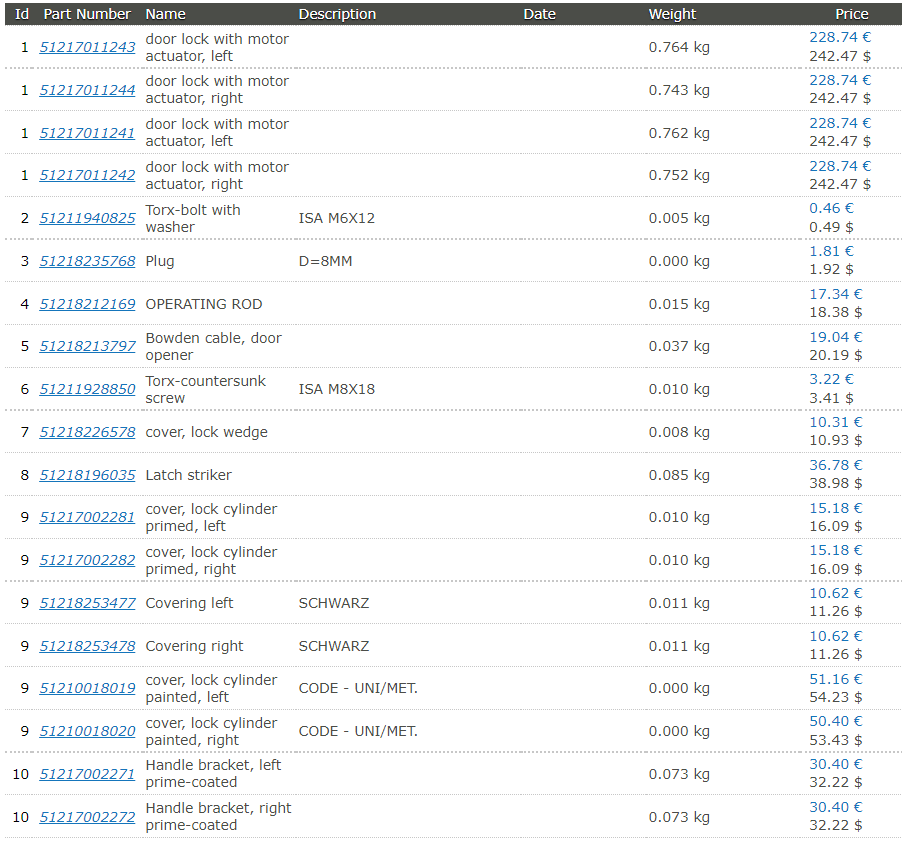 Id Part Number Name Description Date Weight Price
1 51217011243 door lock with motor actuator, left 0.764 kg 228.74 € 242.47 $
1 51217011244 door lock with motor actuator, right 0.743 kg 228.74 € 242.47 $
1 51217011241 door lock with motor actuator, left 0.762 kg 228.74 € 242.47 $
1 51217011242 door lock with motor actuator, right 0.752 kg 228.74 € 242.47 $
2 51211940825 Torx-bolt with washer ISA M6X12 0.005 kg 0.46 € 0.49 $
3 51218235768 Plug D=8MM 0.000 kg 1.81 € 1.92 $
4 51218212169 OPERATING ROD 0.015 kg 17.34 € 18.38 $
5 51218213797 Bowden cable, door opener 0.037 kg 19.04 € 20.19 $
6 51211928850 Torx-countersunk screw ISA M8X18 0.010 kg 3.22 € 3.41 $
7 51218226578 cover, lock wedge 0.008 kg 10.31 € 10.93 $
8 51218196035 Latch striker 0.085 kg 36.78 € 38.98 $
9 51217002281 cover, lock cylinder primed, left 0.010 kg 15.18 € 16.09 $
9 51217002282 cover, lock cylinder primed, right 0.010 kg 15.18 € 16.09 $
9 51218253477 Covering left SCHWARZ 0.011 kg 10.62 € 11.26 $
9 51218253478 Covering right SCHWARZ 0.011 kg 10.62 € 11.26 $
9 51210018019 cover, lock cylinder painted, left CODE - UNI/MET. 0.000 kg 51.16 € 54.23 $
9 51210018020 cover, lock cylinder painted, right CODE - UNI/MET. 0.000 kg 50.40 € 53.43 $
10 51217002271 Handle bracket, left prime-coated 0.073 kg 30.40 € 32.22 $
10 51217002272 Handle bracket, right prime-coated 0.073 kg 30.40 € 32.22 $